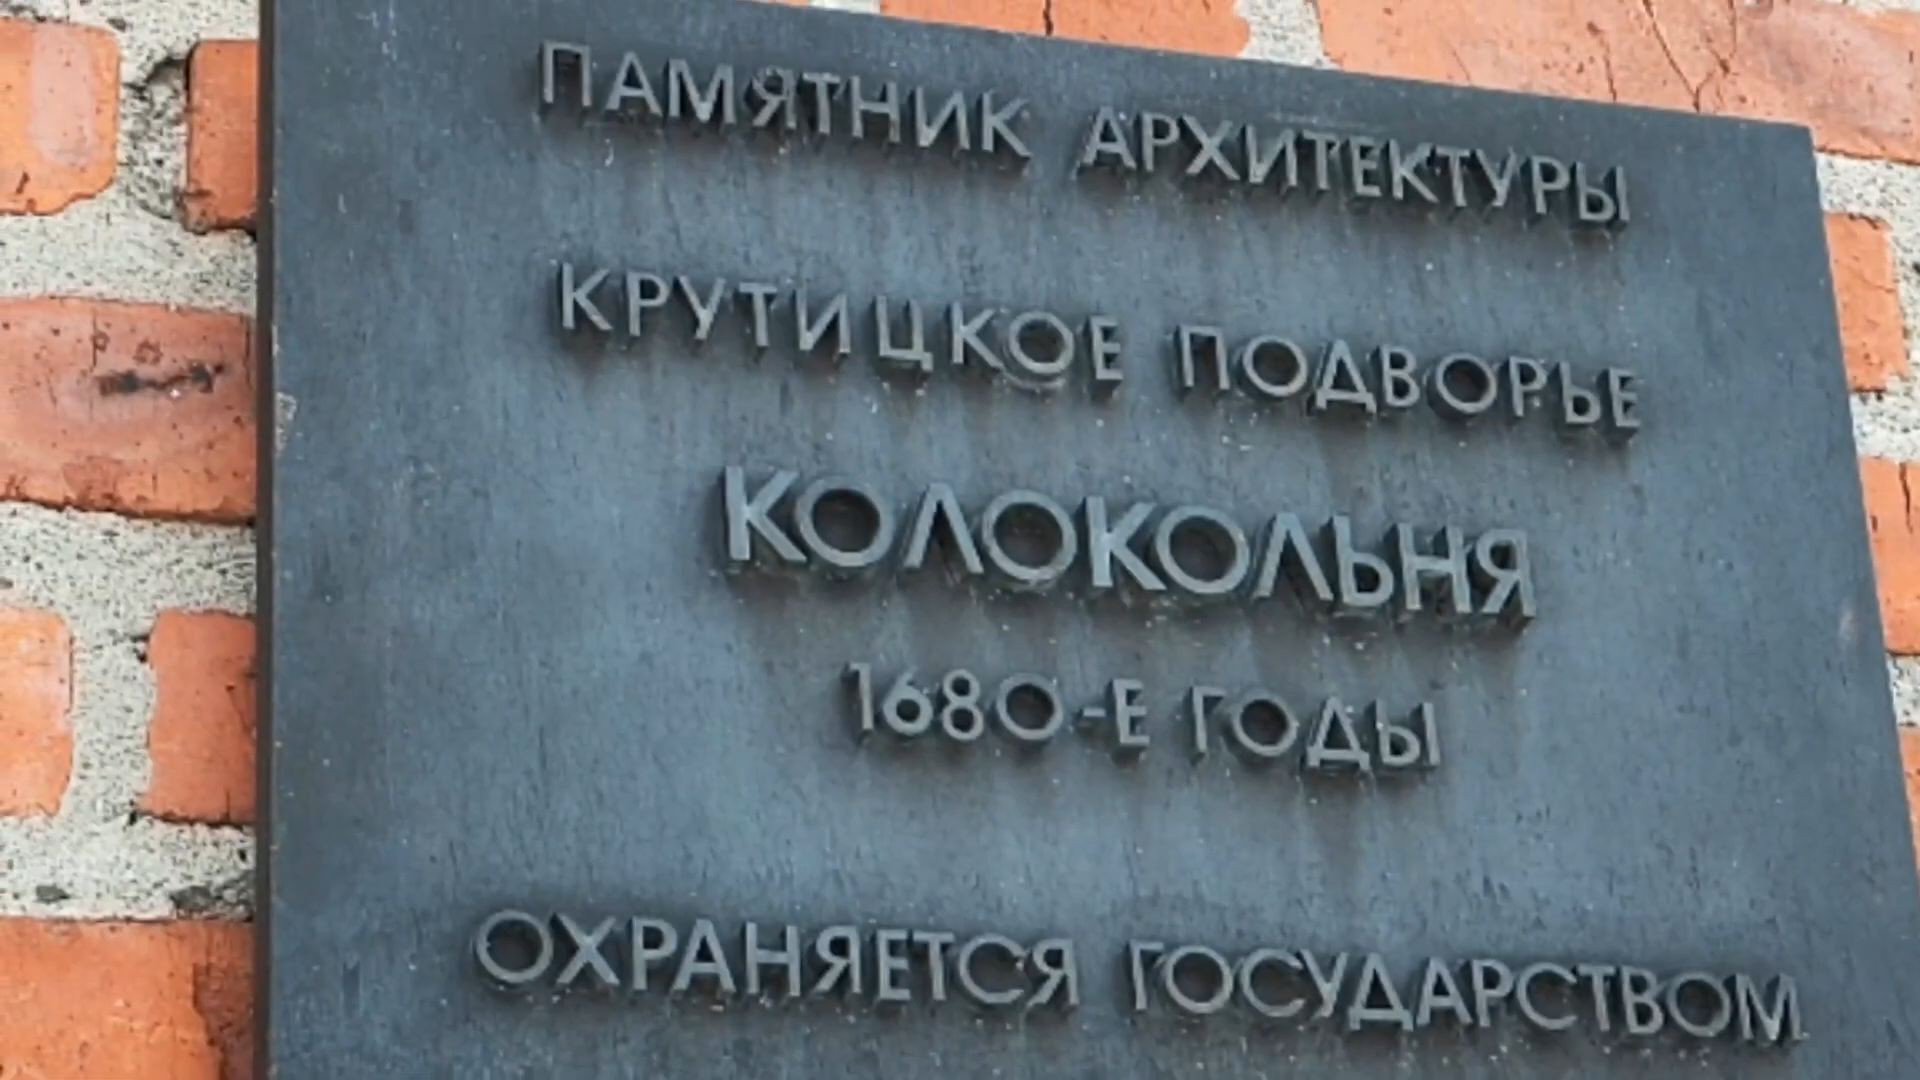 ПАМЯТНИК АРХИТЕКТУРЫ
КРУТИЦКОЕ ПОДВОРЬЕ
КОЛОКОЛЬНЯ
1680-Е ГОДЫ
ОХРАНЯЕТСЯ ГОСУДАРСТВОМ